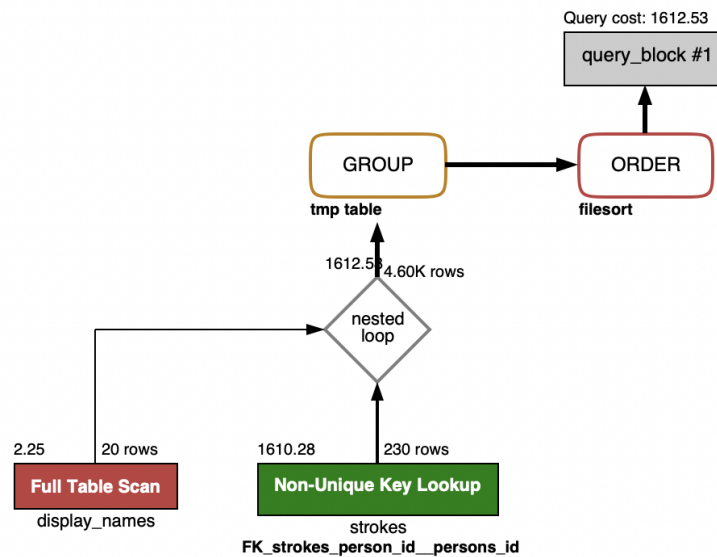 Query cost: 1612.53
query_block #1
GROUP
ORDER
tmp table
filesort
1612.53
4.60K rows
nested
loop
2.25
20 rows
1610.28
230 rows
Full Table Scan
Non-Unique Key Lookup
display_names
strokes
FK_strokes_person_id__persons_id